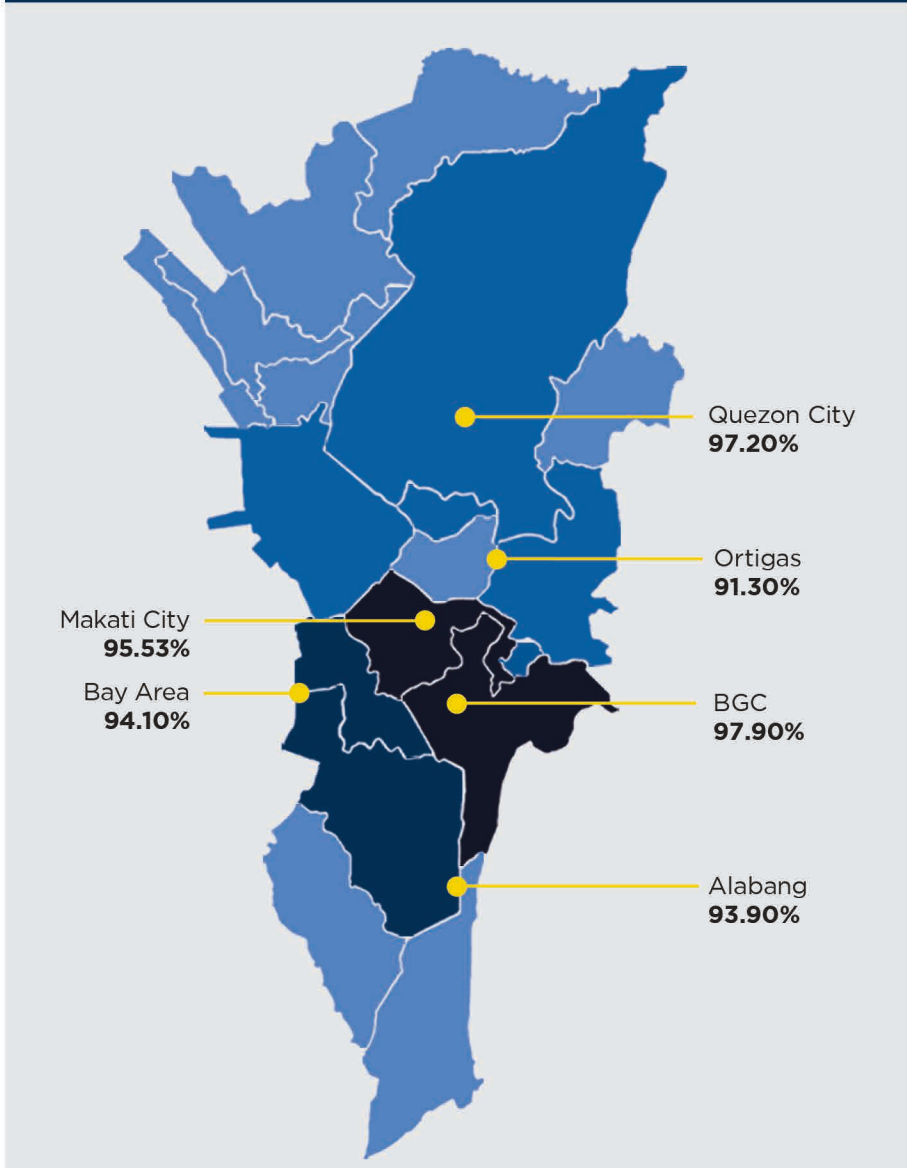 Quezon City
97.20%
Ortigas
91.30%
Makati City
95.53%
Bay Area
94.10%
BGC
97.90%
Alabang
93.90%